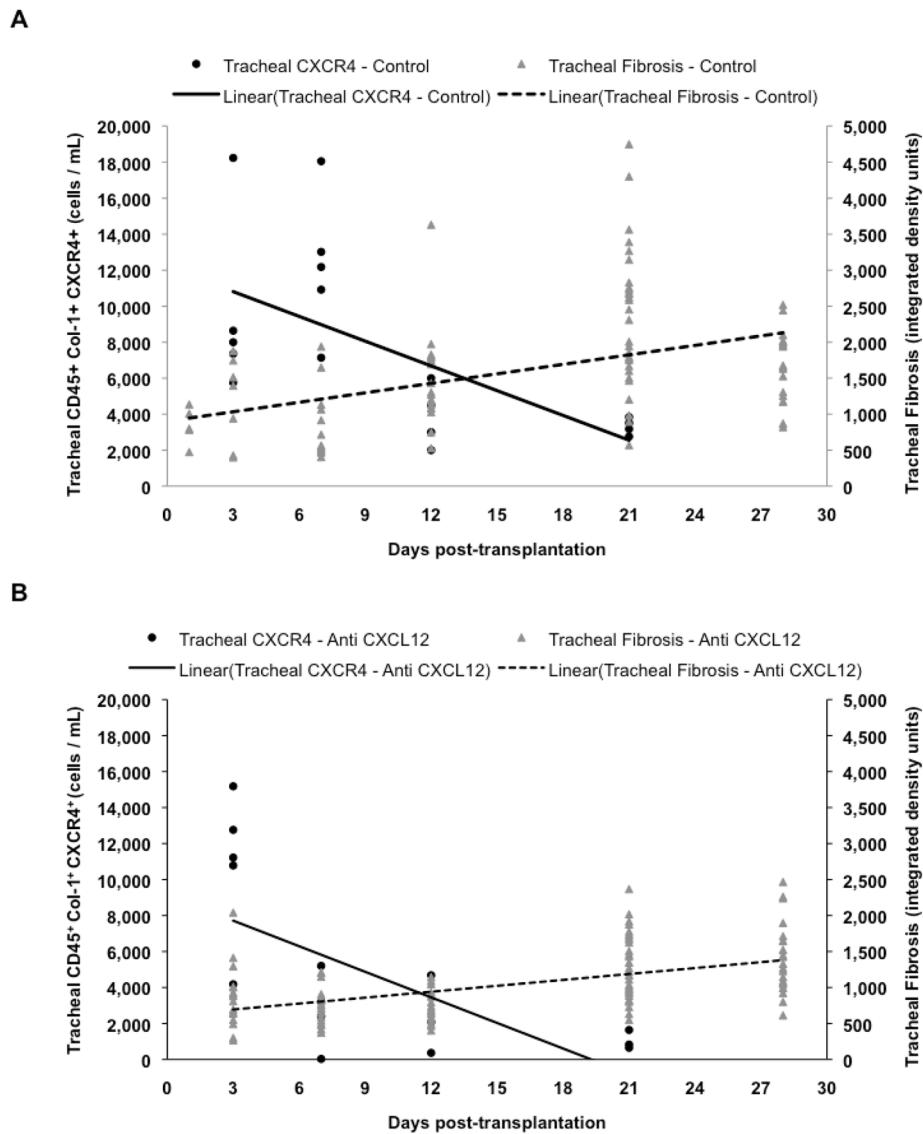 A
Tracheal CXCR4 - Control
Tracheal Fibrosis - Control
Linear(Tracheal CXCR4 - Control)
Linear(Tracheal Fibrosis - Control)
Tracheal CD45+ Col-1+ CXCR4+ (cells / mL)
20,000
18,000
16,000
14,000
12,000
10,000
8,000
6,000
4,000
2,000
0
5,000
4,500
4,000
3,500
3,000
2,500
2,000
1,500
1,000
500
0
Tracheal Fibrosis (integrated density units)
0 3 6 9 12 15 18 21 24 27 30
Days post-transplantation
B
Tracheal CXCR4 - Anti CXCL12
Tracheal Fibrosis - Anti CXCL12
Linear(Tracheal CXCR4 - Anti CXCL12)
Linear(Tracheal Fibrosis - Anti CXCL12)
Tracheal CD45⁺ Col-1⁺ CXCR4⁺ (cells / mL)
20,000
18,000
16,000
14,000
12,000
10,000
8,000
6,000
4,000
2,000
0
5,000
4,500
4,000
3,500
3,000
2,500
2,000
1,500
1,000
500
0
Tracheal Fibrosis (integrated density units)
0 3 6 9 12 15 18 21 24 27 30
Days post-transplantation